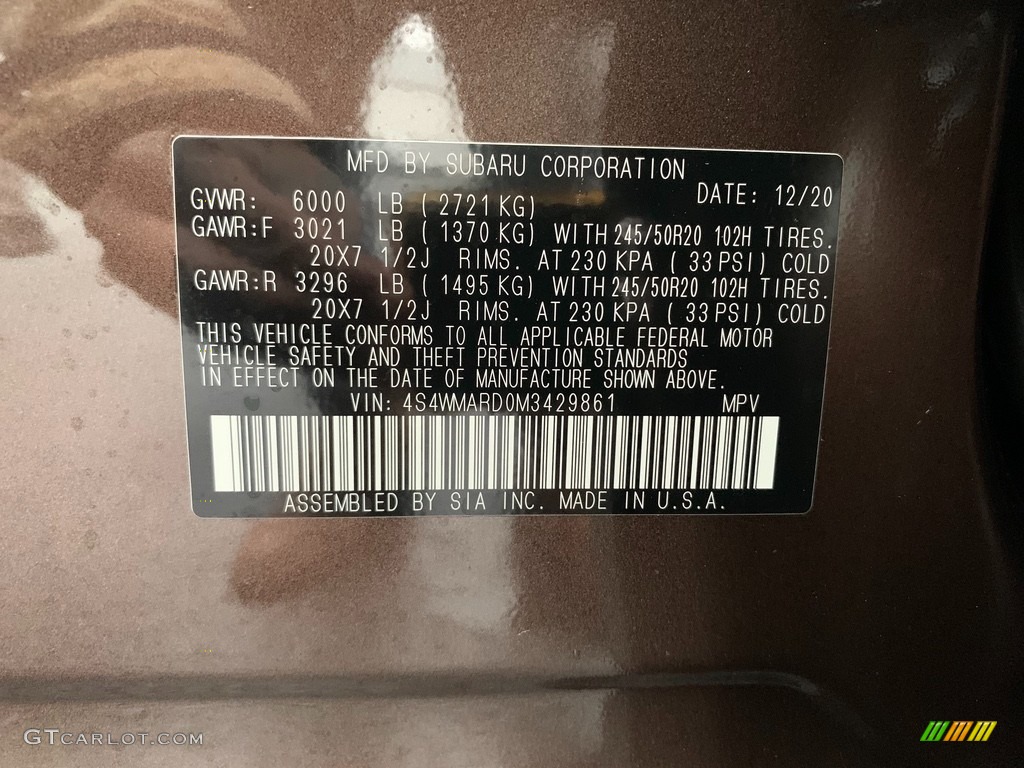 MFD BY SUBARU CORPORATION
DATE: 12/20
GVWR: 6000 LB ( 2721 KG)
GAWR:F 3021 LB ( 1370 KG) WITH 245/50R20 102H TIRES.
20X7 1/2J RIMS. AT 230 KPA ( 33 PSI) COLD
GAWR:R 3296 LB ( 1495 KG) WITH 245/50R20 102H TIRES.
20X7 1/2J RIMS. AT 230 KPA ( 33 PSI) COLD
THIS VEHICLE CONFORMS TO ALL APPLICABLE FEDERAL MOTOR
VEHICLE SAFETY AND THEFT PREVENTION STANDARDS
IN EFFECT ON THE DATE OF MANUFACTURE SHOWN ABOVE.
VIN: 4S4WMARD0M3429861 MPV
ASSEMBLED BY SIA INC. MADE IN U.S.A.
GTCARLOT.COM